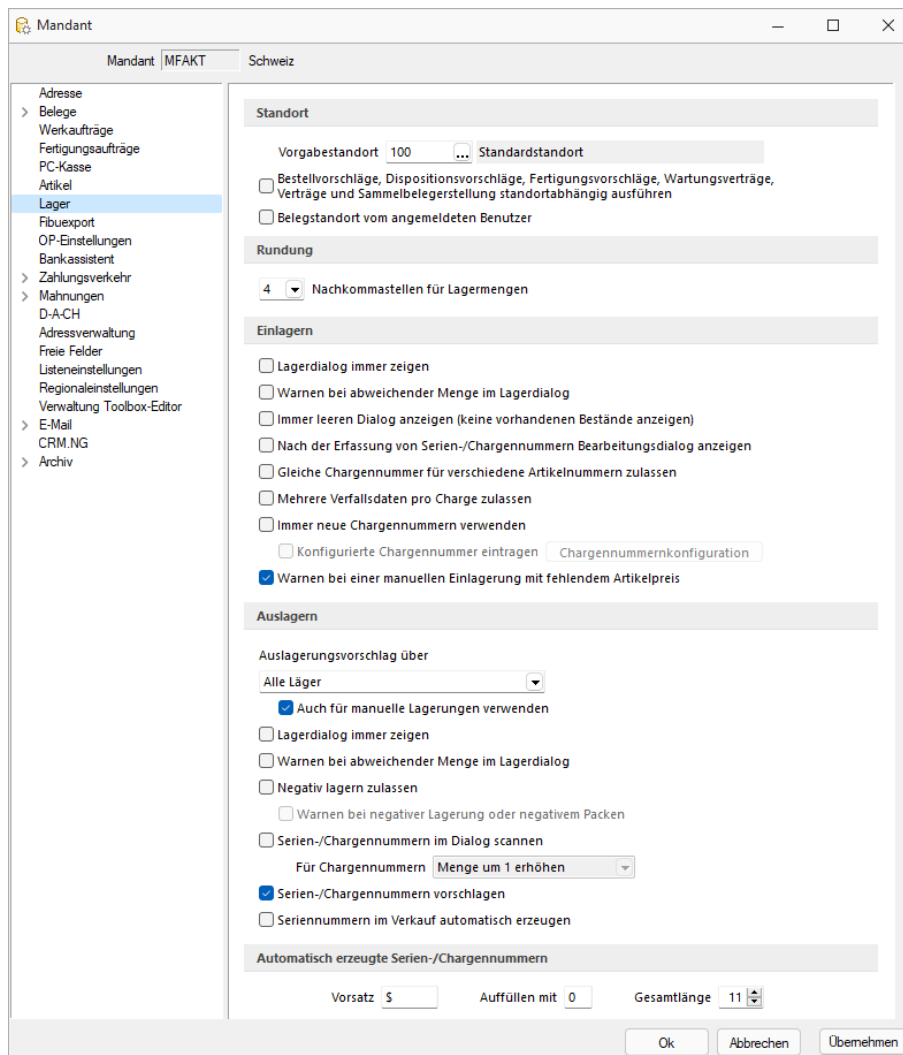 Mandant
Mandant MFAKT Schweiz
Adresse
Belege
Werkaufträge
Fertigungsaufträge
PC-Kasse
Artikel
Lager
Fibuexport
OP-Einstellungen
Bankassistent
Zahlungsverkehr
Mahnungen
D-A-CH
Adressverwaltung
Freie Felder
Listeneinstellungen
Regionaleinstellungen
Verwaltung Toolbox-Editor
E-Mail
CRM.NG
Archiv
Standort
Vorgabestandort 100 ... Standardstandort
Bestellvorschläge, Dispositionsvorschläge, Fertigungsvorschläge, Wartungsverträge,
Verträge und Sammelbelegerstellung standortabhängig ausführen
Belegstandort vom angemeldeten Benutzer
Rundung
4 Nachkommastellen für Lagermengen
Einlagern
Lagerdialog immer zeigen
Warnen bei abweichender Menge im Lagerdialog
Immer leeren Dialog anzeigen (keine vorhandenen Bestände anzeigen)
Nach der Erfassung von Serien-/Chargennummern Bearbeitungsdialog anzeigen
Gleiche Chargennummer für verschiedene Artikelnummern zulassen
Mehrere Verfallsdaten pro Charge zulassen
Immer neue Chargennummern verwenden
Konfigurierte Chargennummer eintragen Chargennummernkonfiguration
Warnen bei einer manuellen Einlagerung mit fehlendem Artikelpreis
Auslagern
Auslagerungsvorschlag über
Alle Läger
Auch für manuelle Lagerungen verwenden
Lagerdialog immer zeigen
Warnen bei abweichender Menge im Lagerdialog
Negativ lagern zulassen
Warnen bei negativer Lagerung oder negativem Packen
Serien-/Chargennummern im Dialog scannen
Für Chargennummern Menge um 1 erhöhen
Serien-/Chargennummern vorschlagen
Seriennummern im Verkauf automatisch erzeugen
Automatisch erzeugte Serien-/Chargennummern
Vorsatz $ Auffüllen mit 0 Gesamtlänge 11
Ok Abbrechen Übernehmen